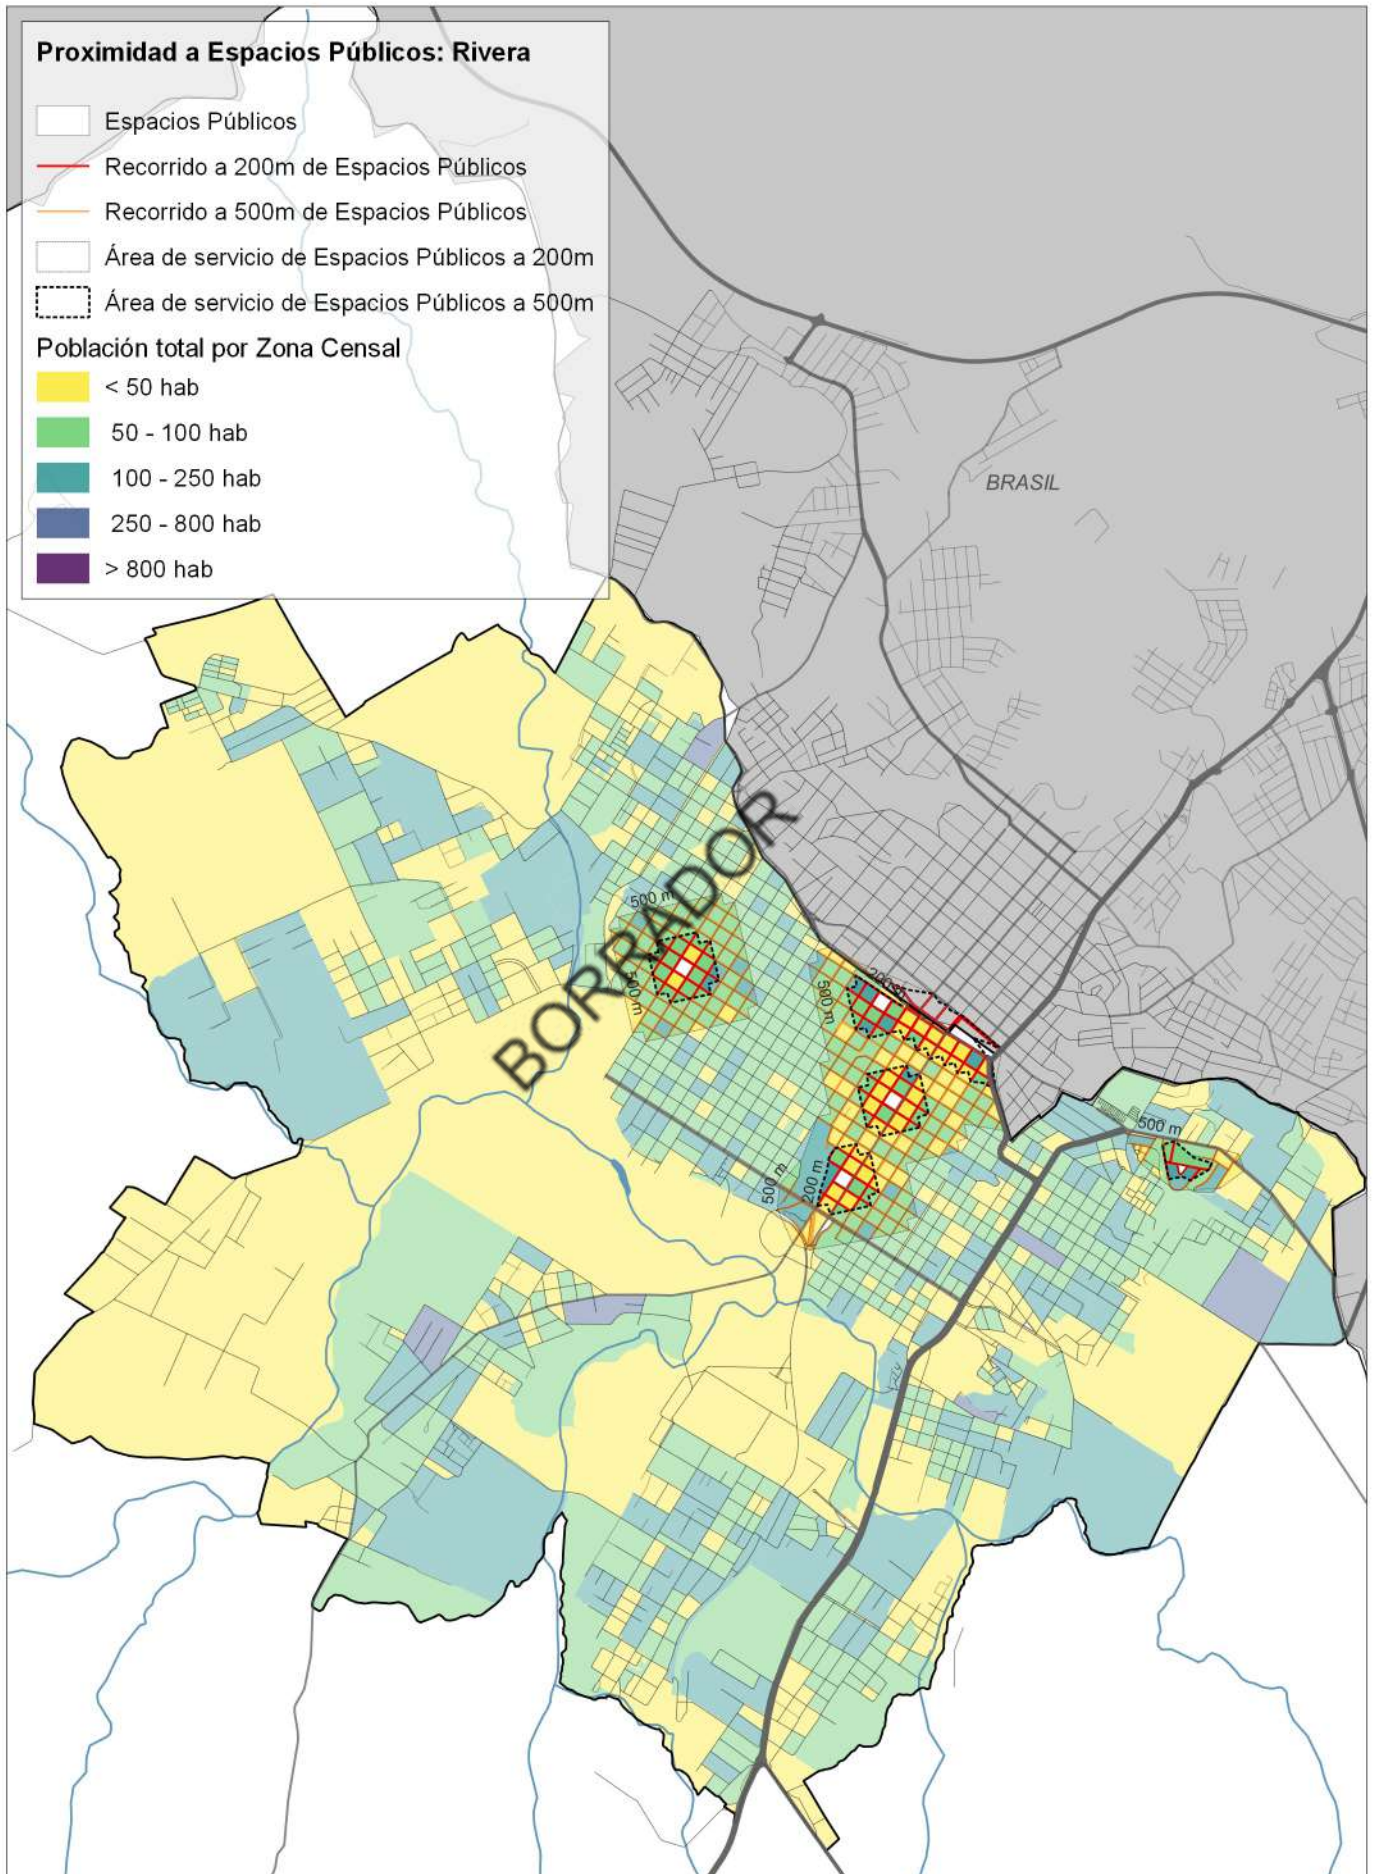 Proximidad a Espacios Públicos: Rivera
Espacios Públicos
Recorrido a 200m de Espacios Públicos
Recorrido a 500m de Espacios Públicos
Área de servicio de Espacios Públicos a 200m
Área de servicio de Espacios Públicos a 500m
Población total por Zona Censal
< 50 hab
50 - 100 hab
100 - 250 hab
250 - 800 hab
> 800 hab
BRASIL
BORRADOR
500 m
500 m
200 m
500 m
500 m
500 m
200 m